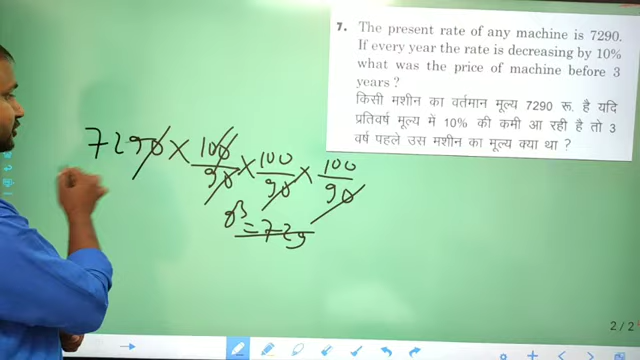 7. The present rate of any machine is 7290.
If every year the rate is decreasing by 10%
what was the price of machine before 3
years ?
किसी मशीन का वर्तमान मूल्य 7290 रू. है यदि
प्रतिवर्ष मूल्य में 10% की कमी आ रही है तो 3
वर्ष पहले उस मशीन का मूल्य क्या था ?
7290 × 100/90 × 100/90 × 100/90
9³ = 729
2 / 2